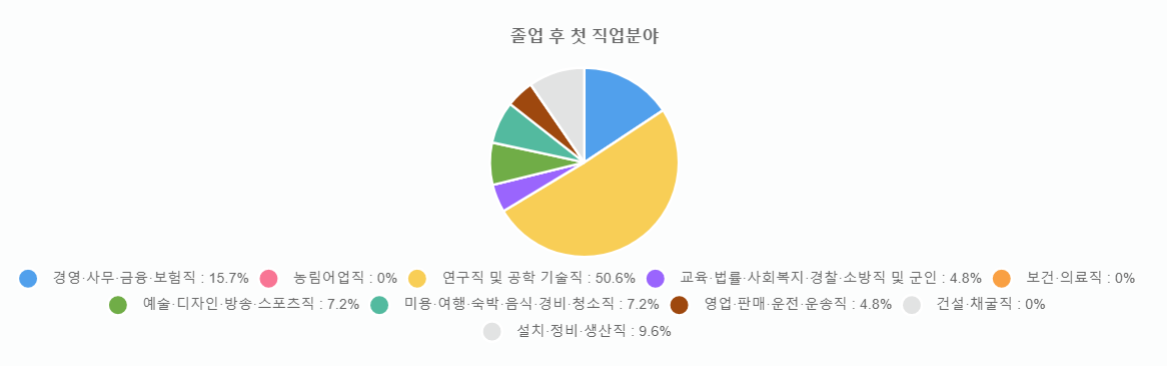 졸업 후 첫 직업분야
경영·사무·금융·보험직 : 15.7% 농림어업직 : 0% 연구직 및 공학 기술직 : 50.6% 교육·법률·사회복지·경찰·소방직 및 군인 : 4.8% 보건·의료직 : 0%
예술·디자인·방송·스포츠직 : 7.2% 미용·여행·숙박·음식·경비·청소직 : 7.2% 영업·판매·운전·운송직 : 4.8% 건설·채굴직 : 0%
설치·정비·생산직 : 9.6%